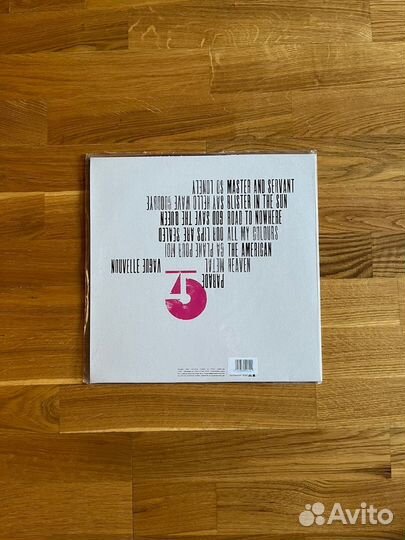 SO LONELY MASTER AND SERVANT
SAY HELLO WAVE GOODBYE BLISTER IN THE SUN
GOD SAVE THE QUEEN ROAD TO NOWHERE
OUR LIPS ARE SEALED ALL MY COLOURS
ÇA PLANE POUR MOI THE AMERICAN
NOUVELLE VAGUE METAL HEAVEN
PARADE
Avito